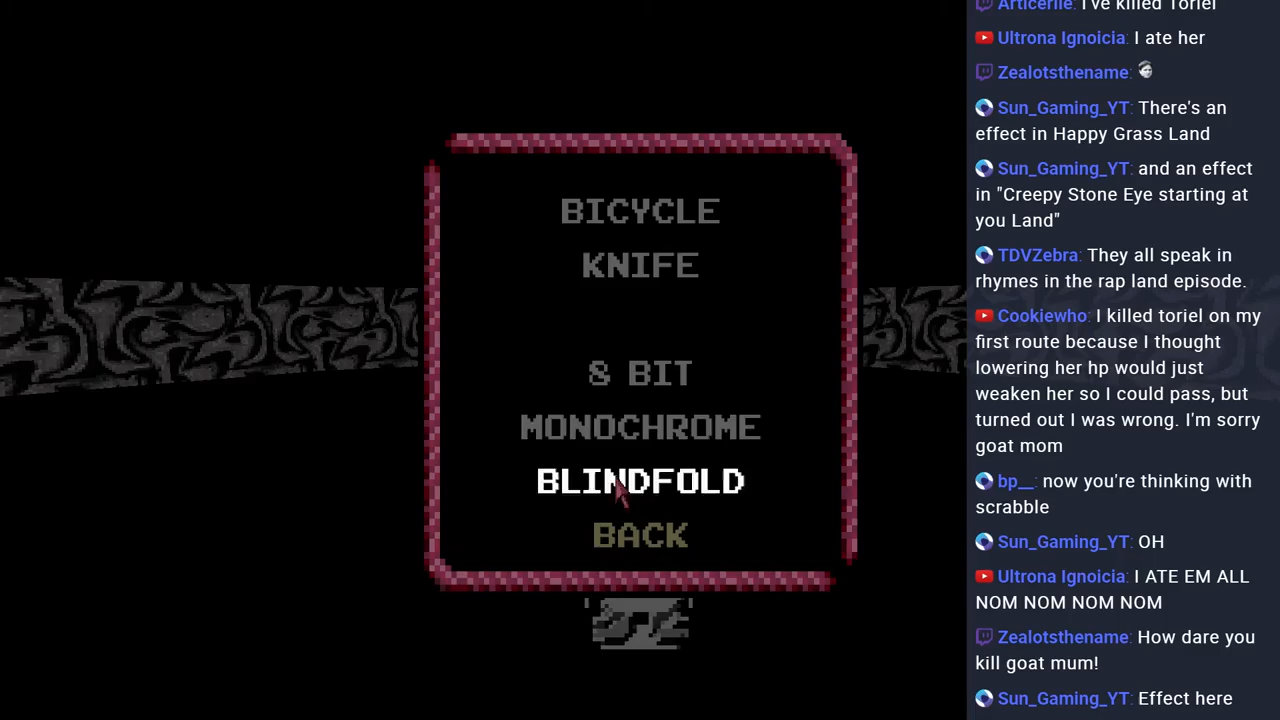 BICYCLE
KNIFE
8 BIT
MONOCHROME
BLINDFOLD
BACK
Articerile: I've killed Toriel
Ultrona Ignoicia: I ate her
Zealotsthename:
Sun_Gaming_YT: There's an
effect in Happy Grass Land
Sun_Gaming_YT: and an effect
in "Creepy Stone Eye starting at
you Land"
TDVZebra: They all speak in
rhymes in the rap land episode.
Cookiewho: I killed toriel on my
first route because I thought
lowering her hp would just
weaken her so I could pass, but
turned out I was wrong. I'm sorry
goat mom
bp__: now you're thinking with
scrabble
Sun_Gaming_YT: OH
Ultrona Ignoicia: I ATE EM ALL
NOM NOM NOM NOM
Zealotsthename: How dare you
kill goat mum!
Sun_Gaming_YT: Effect here